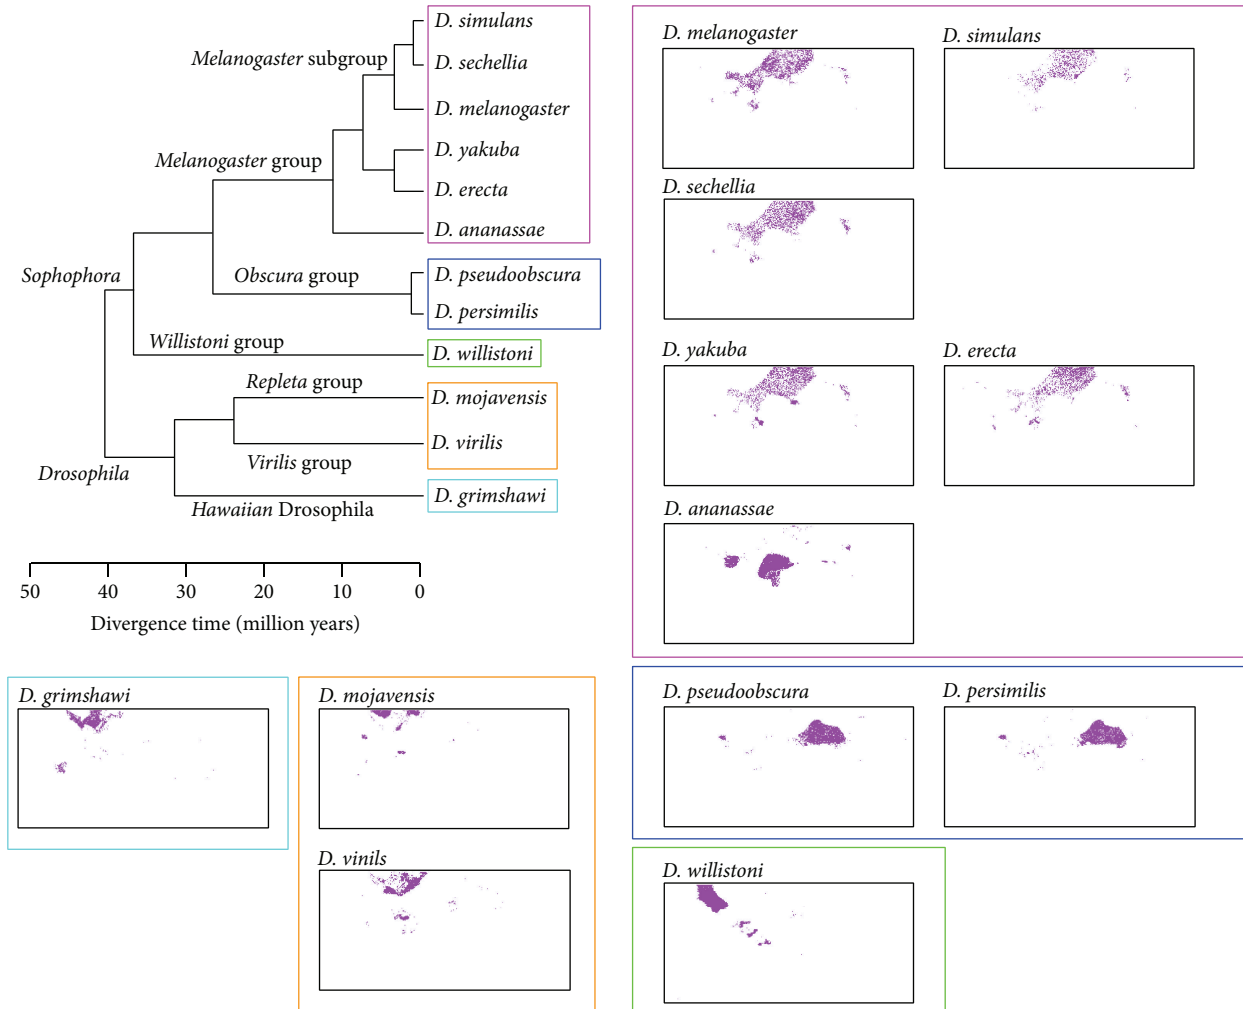 D. simulans
Melanogaster subgroup
D. sechellia
D. melanogaster
D. yakuba
Melanogaster group
D. erecta
D. ananassae
Sophophora
Obscura group
D. pseudoobscura
D. persimilis
Willistoni group
D. willistoni
Repleta group
D. mojavensis
D. virilis
Virilis group
Drosophila
D. grimshawi
Hawaiian Drosophila
50 40 30 20 10 0
Divergence time (million years)
D. melanogaster
D. simulans
D. sechellia
D. yakuba
D. erecta
D. ananassae
D. grimshawi
D. mojavensis
D. vinils
D. pseudoobscura
D. persimilis
D. willistoni